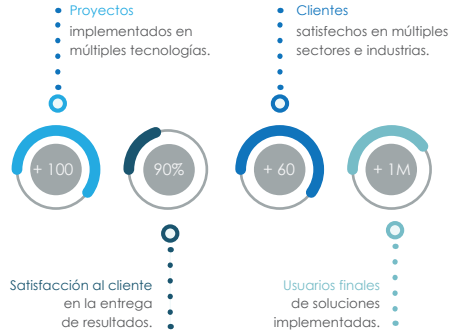 Proyectos
implementados en
múltiples tecnologías.
Clientes
satisfechos en múltiples
sectores e industrias.
+ 100
90%
+ 60
+ 1M
Satisfacción al cliente
en la entrega
de resultados.
Usuarios finales
de soluciones
implementadas.